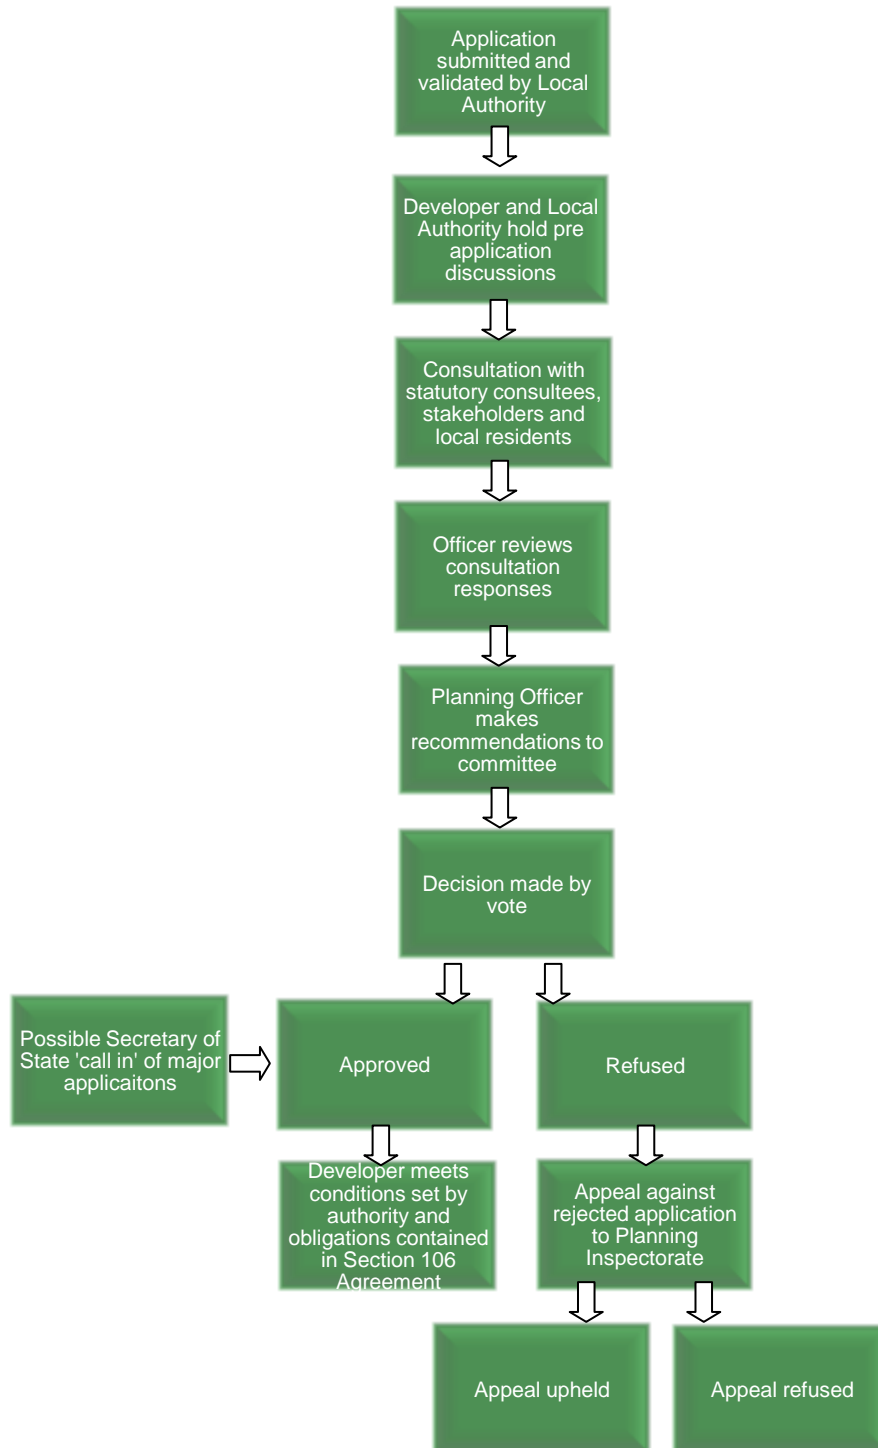 Application
submitted and
validated by Local
Authority
Developer and Local
Authority hold pre
application
discussions
Consultation with
statutory consultees,
stakeholders and
local residents
Officer reviews
consultation
responses
Planning Officer
makes
recommendations to
committee
Decision made by
vote
Possible Secretary of
State 'call in' of major
applicaitons
Approved
Refused
Developer meets
conditions set by
authority and
obligations contained
in Section 106
Agreement
Appeal against
rejected application
to Planning
Inspectorate
Appeal upheld
Appeal refused